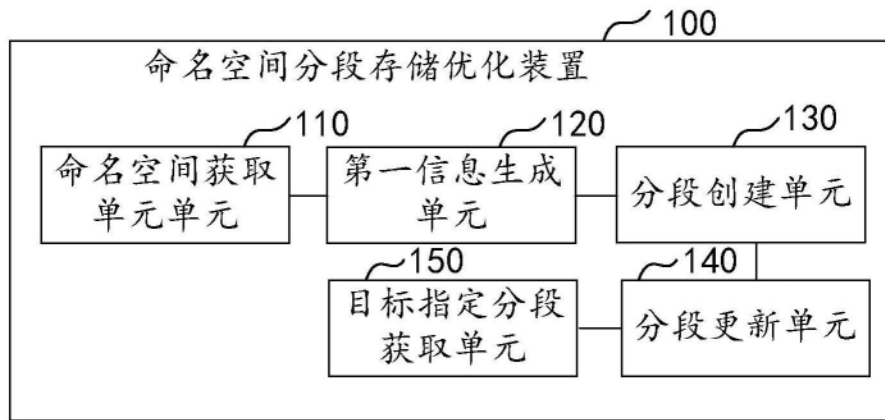 100
命名空间分段存储优化装置
110
命名空间获取
单元单元
120
第一信息生成
单元
130
分段创建单元
150
目标指定分段
获取单元
140
分段更新单元